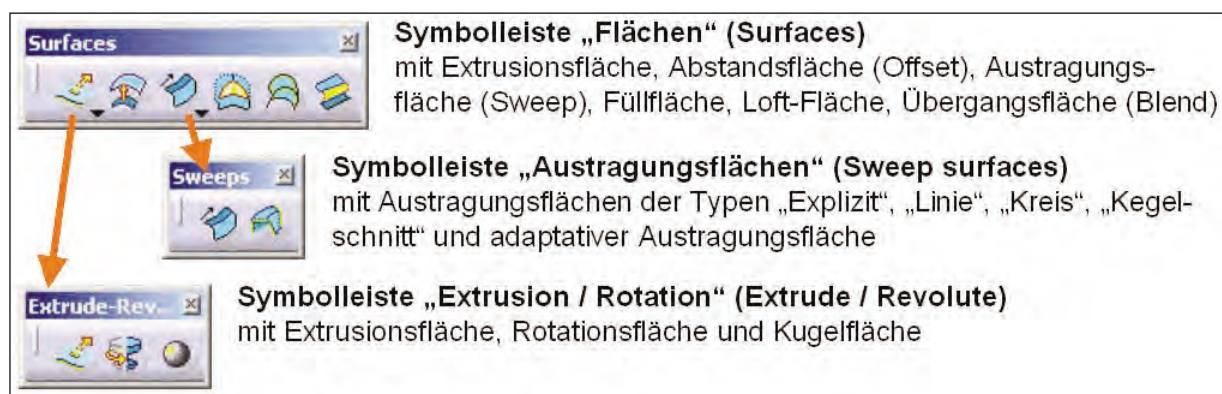 Surfaces
Symbolleiste „Flächen“ (Surfaces)
mit Extrusionsfläche, Abstandsfläche (Offset), Austragungs-
fläche (Sweep), Füllfläche, Loft-Fläche, Übergangsfläche (Blend)
Sweeps
Symbolleiste „Austragungsflächen“ (Sweep surfaces)
mit Austragungsflächen der Typen „Explizit“, „Linie“, „Kreis“, „Kegel-
schnitt“ und adaptativer Austragungsfläche
Extrude-Rev...
Symbolleiste „Extrusion / Rotation“ (Extrude / Revolute)
mit Extrusionsfläche, Rotationsfläche und Kugelfläche